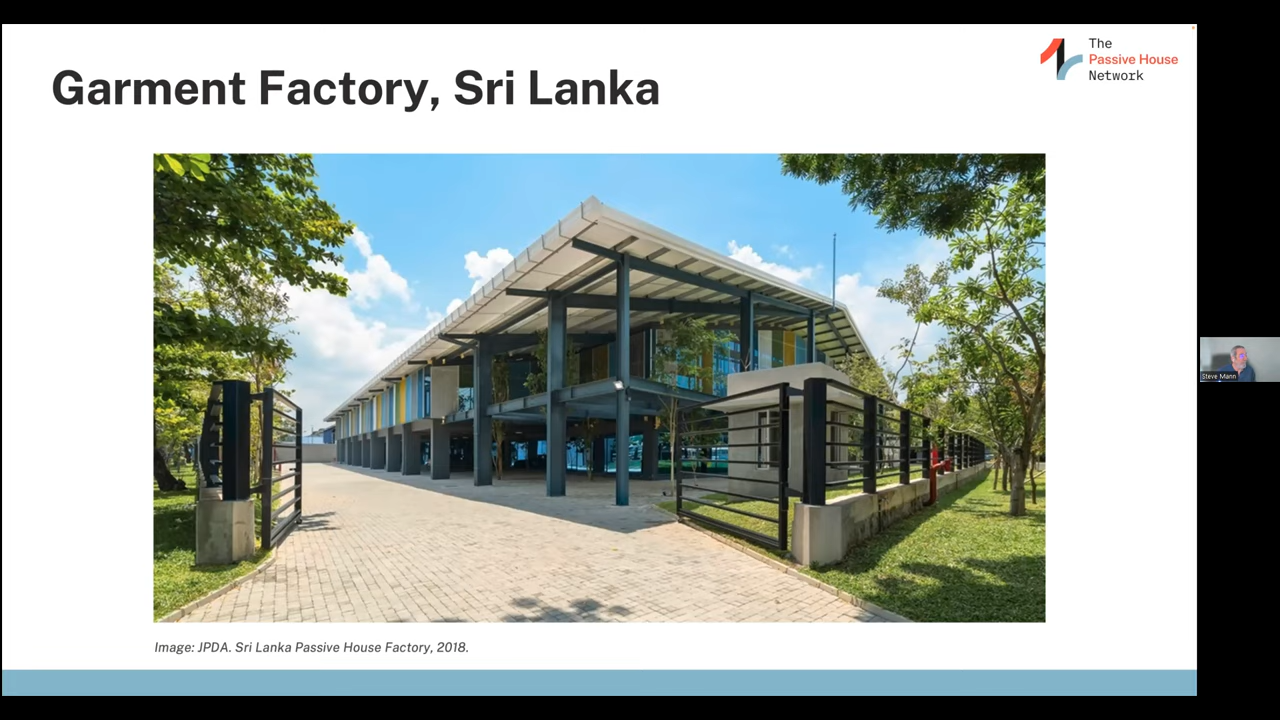 Garment Factory, Sri Lanka
The
Passive House
Network
Image: JPDA. Sri Lanka Passive House Factory, 2018.
Steve Mann